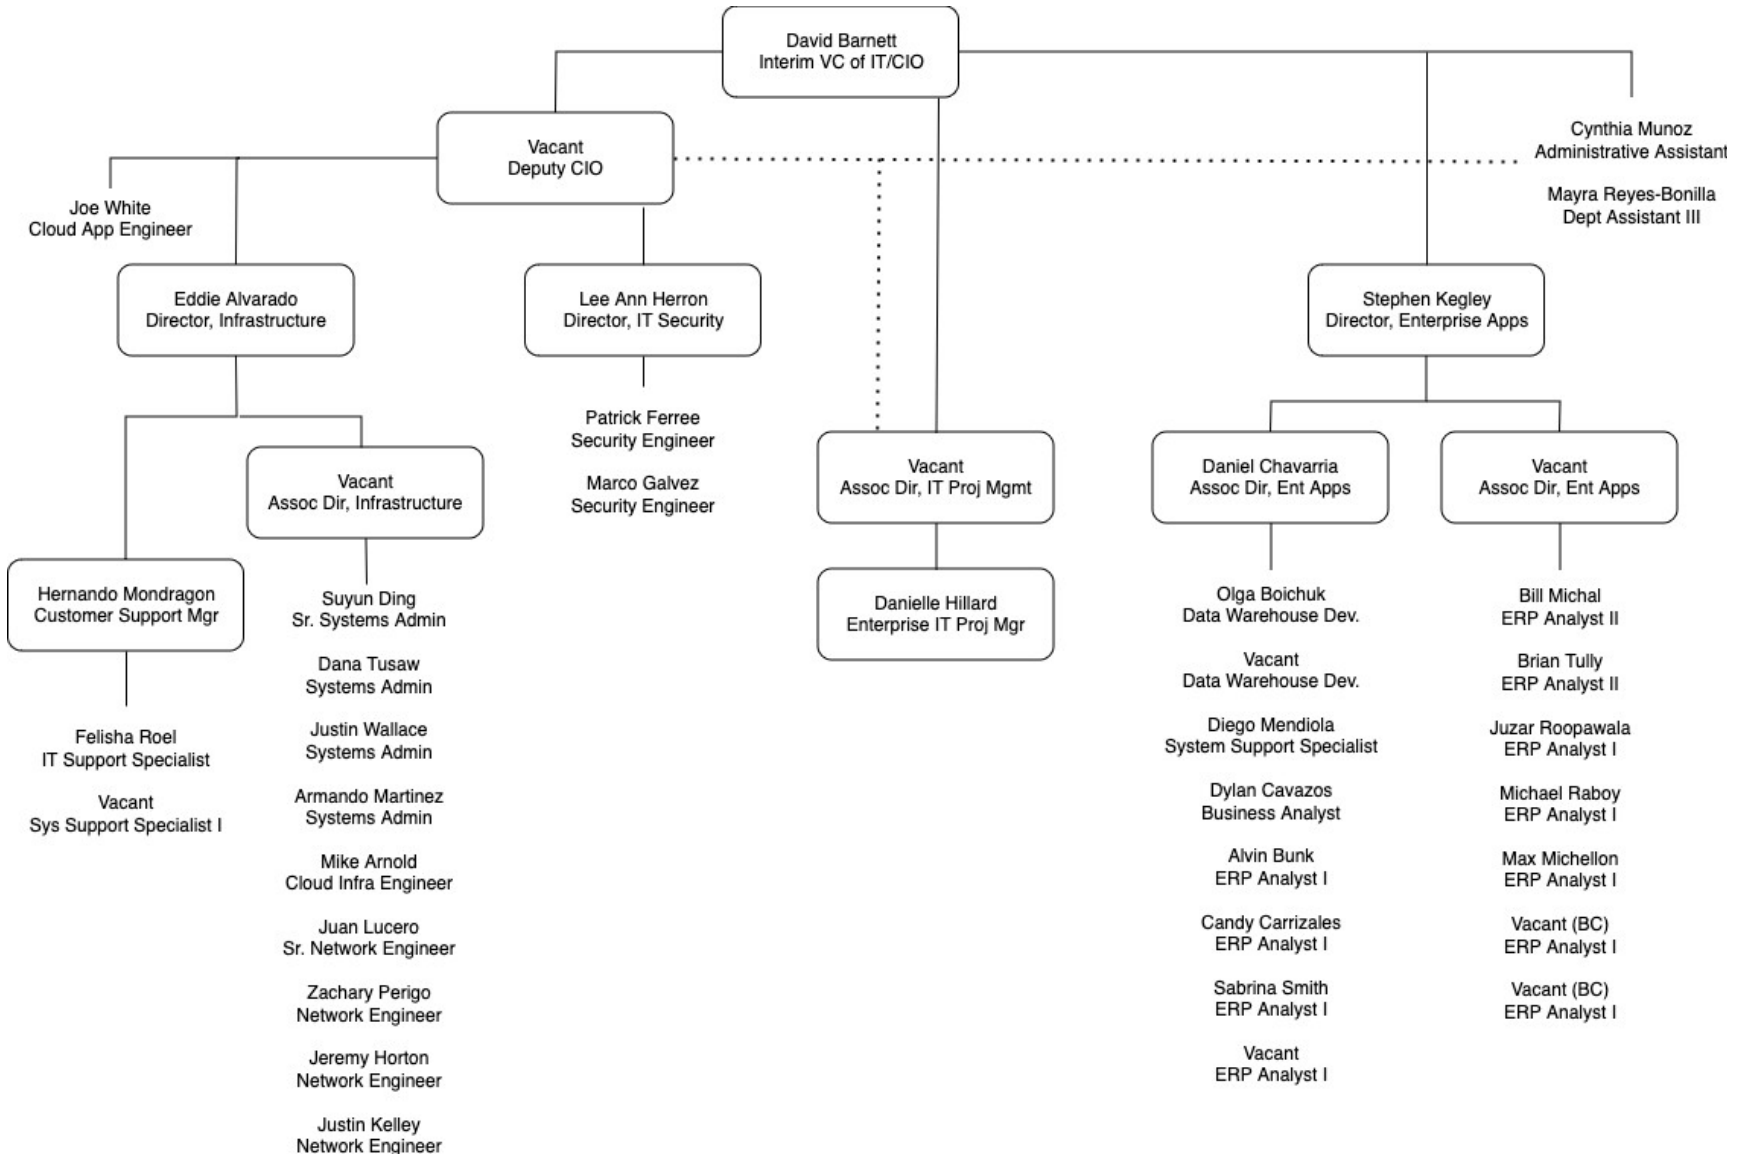 David Barnett
Interim VC of IT/CIO
Vacant
Deputy CIO
Cynthia Munoz
Administrative Assistant
Mayra Reyes-Bonilla
Dept Assistant III
Joe White
Cloud App Engineer
Eddie Alvarado
Director, Infrastructure
Lee Ann Herron
Director, IT Security
Stephen Kegley
Director, Enterprise Apps
Patrick Ferree
Security Engineer
Marco Galvez
Security Engineer
Vacant
Assoc Dir, Infrastructure
Vacant
Assoc Dir, IT Proj Mgmt
Daniel Chavarria
Assoc Dir, Ent Apps
Vacant
Assoc Dir, Ent Apps
Hernando Mondragon
Customer Support Mgr
Felisha Roel
IT Support Specialist
Vacant
Sys Support Specialist I
Suyun Ding
Sr. Systems Admin
Dana Tusaw
Systems Admin
Justin Wallace
Systems Admin
Armando Martinez
Systems Admin
Mike Arnold
Cloud Infra Engineer
Juan Lucero
Sr. Network Engineer
Zachary Perigo
Network Engineer
Jeremy Horton
Network Engineer
Justin Kelley
Network Engineer
Danielle Hillard
Enterprise IT Proj Mgr
Olga Boichuk
Data Warehouse Dev.
Vacant
Data Warehouse Dev.
Diego Mendiola
System Support Specialist
Dylan Cavazos
Business Analyst
Alvin Bunk
ERP Analyst I
Candy Carrizales
ERP Analyst I
Sabrina Smith
ERP Analyst I
Vacant
ERP Analyst I
Bill Michal
ERP Analyst II
Brian Tully
ERP Analyst II
Juzar Roopawala
ERP Analyst I
Michael Raboy
ERP Analyst I
Max Michellon
ERP Analyst I
Vacant (BC)
ERP Analyst I
Vacant (BC)
ERP Analyst I